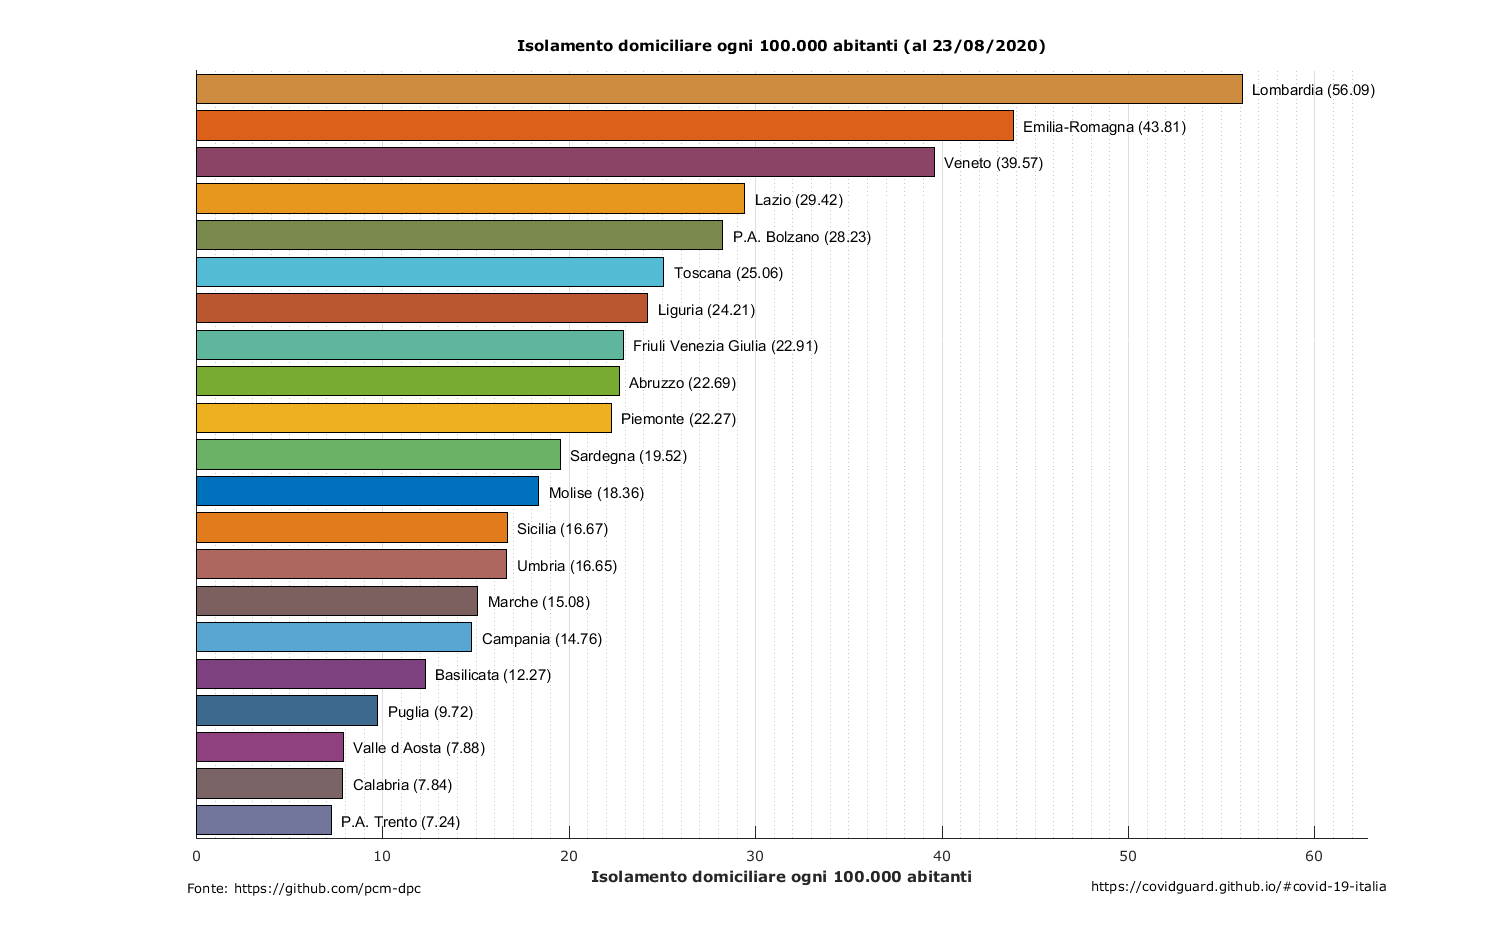 Isolamento domiciliare ogni 100.000 abitanti (al 23/08/2020)
Lombardia (56.09)
Emilia-Romagna (43.81)
Veneto (39.57)
Lazio (29.42)
P.A. Bolzano (28.23)
Toscana (25.06)
Liguria (24.21)
Friuli Venezia Giulia (22.91)
Abruzzo (22.69)
Piemonte (22.27)
Sardegna (19.52)
Molise (18.36)
Sicilia (16.67)
Umbria (16.65)
Marche (15.08)
Campania (14.76)
Basilicata (12.27)
Puglia (9.72)
Valle d Aosta (7.88)
Calabria (7.84)
P.A. Trento (7.24)
0 10 20 30 40 50 60
Isolamento domiciliare ogni 100.000 abitanti
Fonte: https://github.com/pcm-dpc
https://covidguard.github.io/#covid-19-italia